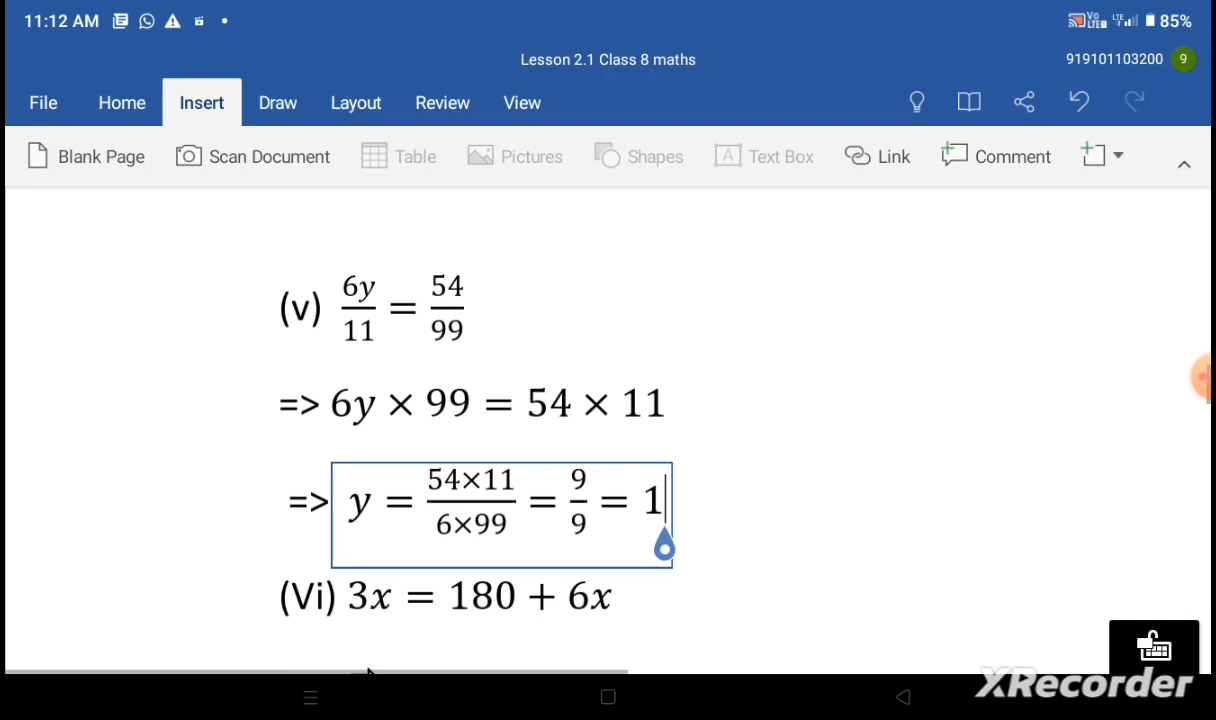 11:12 AM LTE 85%
Lesson 2.1 Class 8 maths 919101103200 9
File Home Insert Draw Layout Review View
Blank Page Scan Document Table Pictures Shapes A Text Box Link Comment
(v) 6y/11 = 54/99
=> 6y × 99 = 54 × 11
=> y = 54×11/6×99 = 9/9 = 1
(Vi) 3x = 180 + 6x
XRecorder